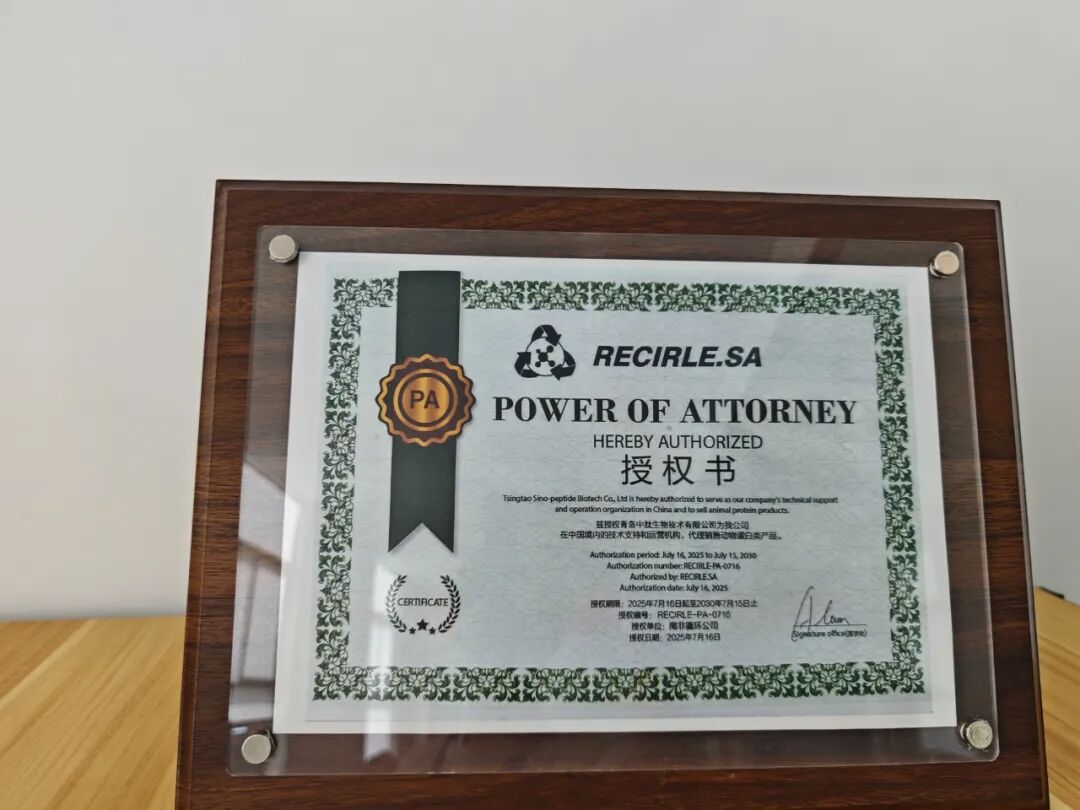 RECIRLE.SA
PA
POWER OF ATTORNEY
HEREBY AUTHORIZED
授权书
Tsingtao Sino-peptide Biotech Co., Ltd is hereby authorized to serve as our company's technical support
and operation organization in China and to sell animal protein products.
兹授权青岛中肽生物技术有限公司为我公司
在中国境内的技术支持和运营机构，代理销售动物蛋白类产品。
Authorization period: July 16, 2025 to July 15, 2030
Authorization number: RECIRLE-PA-0716
Authorized by: RECIRLE.SA
Authorization date: July 16, 2025
CERTIFICATE
授权期限：2025年7月16日起至2030年7月15日止
授权编号：RECIRLE-PA-0716
授权单位：南非循环公司
授权日期：2025年7月16日
Signature office(签字处)